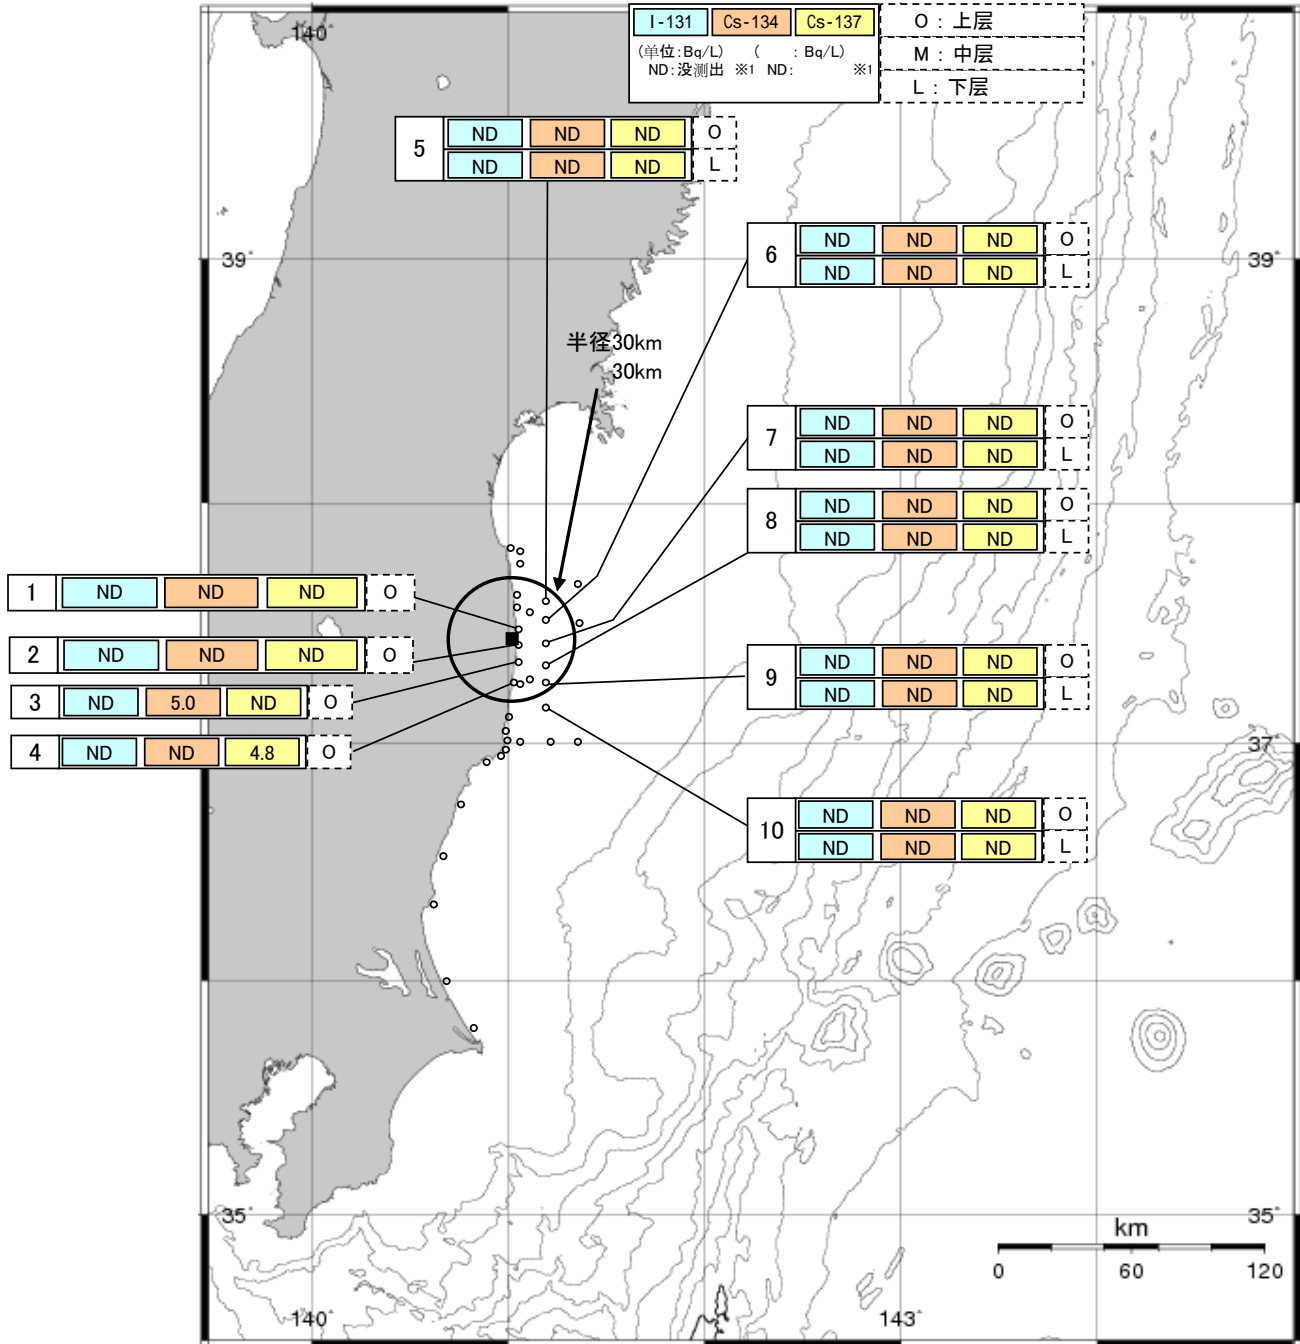 140°
I-131 Cs-134 Cs-137
(单位:Bq/L) ( : Bq/L)
ND:没测出 ※1 ND: ※1
O : 上层
M : 中层
L : 下层
5 ND ND ND O
ND ND ND L
6 ND ND ND O
ND ND ND L
39° 39°
半径30km
30km
7 ND ND ND O
ND ND ND L
8 ND ND ND O
ND ND ND L
1 ND ND ND O
2 ND ND ND O
3 ND 5.0 ND O
4 ND ND 4.8 O
9 ND ND ND O
ND ND ND L
37°
10 ND ND ND O
ND ND ND L
35° 35°
km
0 60 120
140° 143°